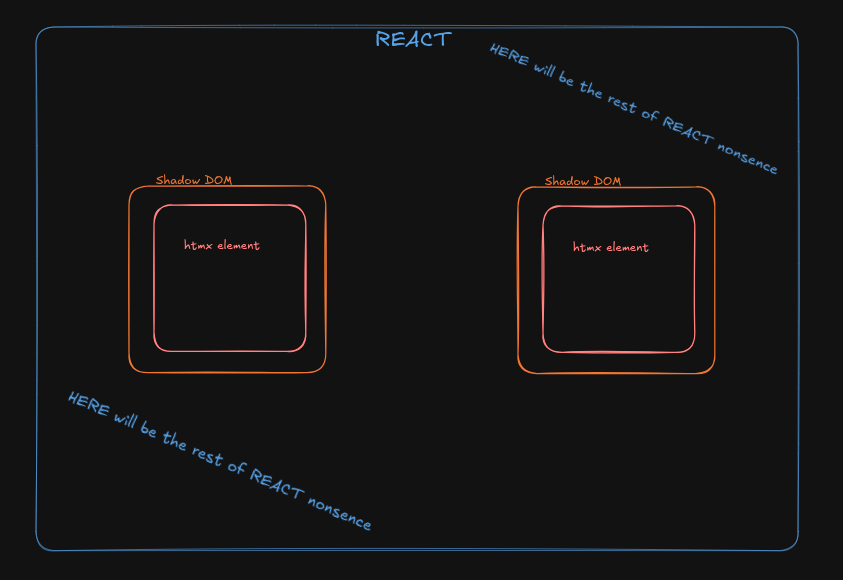 REACT
HERE will be the rest of REACT nonsence
Shadow DOM
Shadow DOM
htmx element
htmx element
HERE will be the rest of REACT nonsence